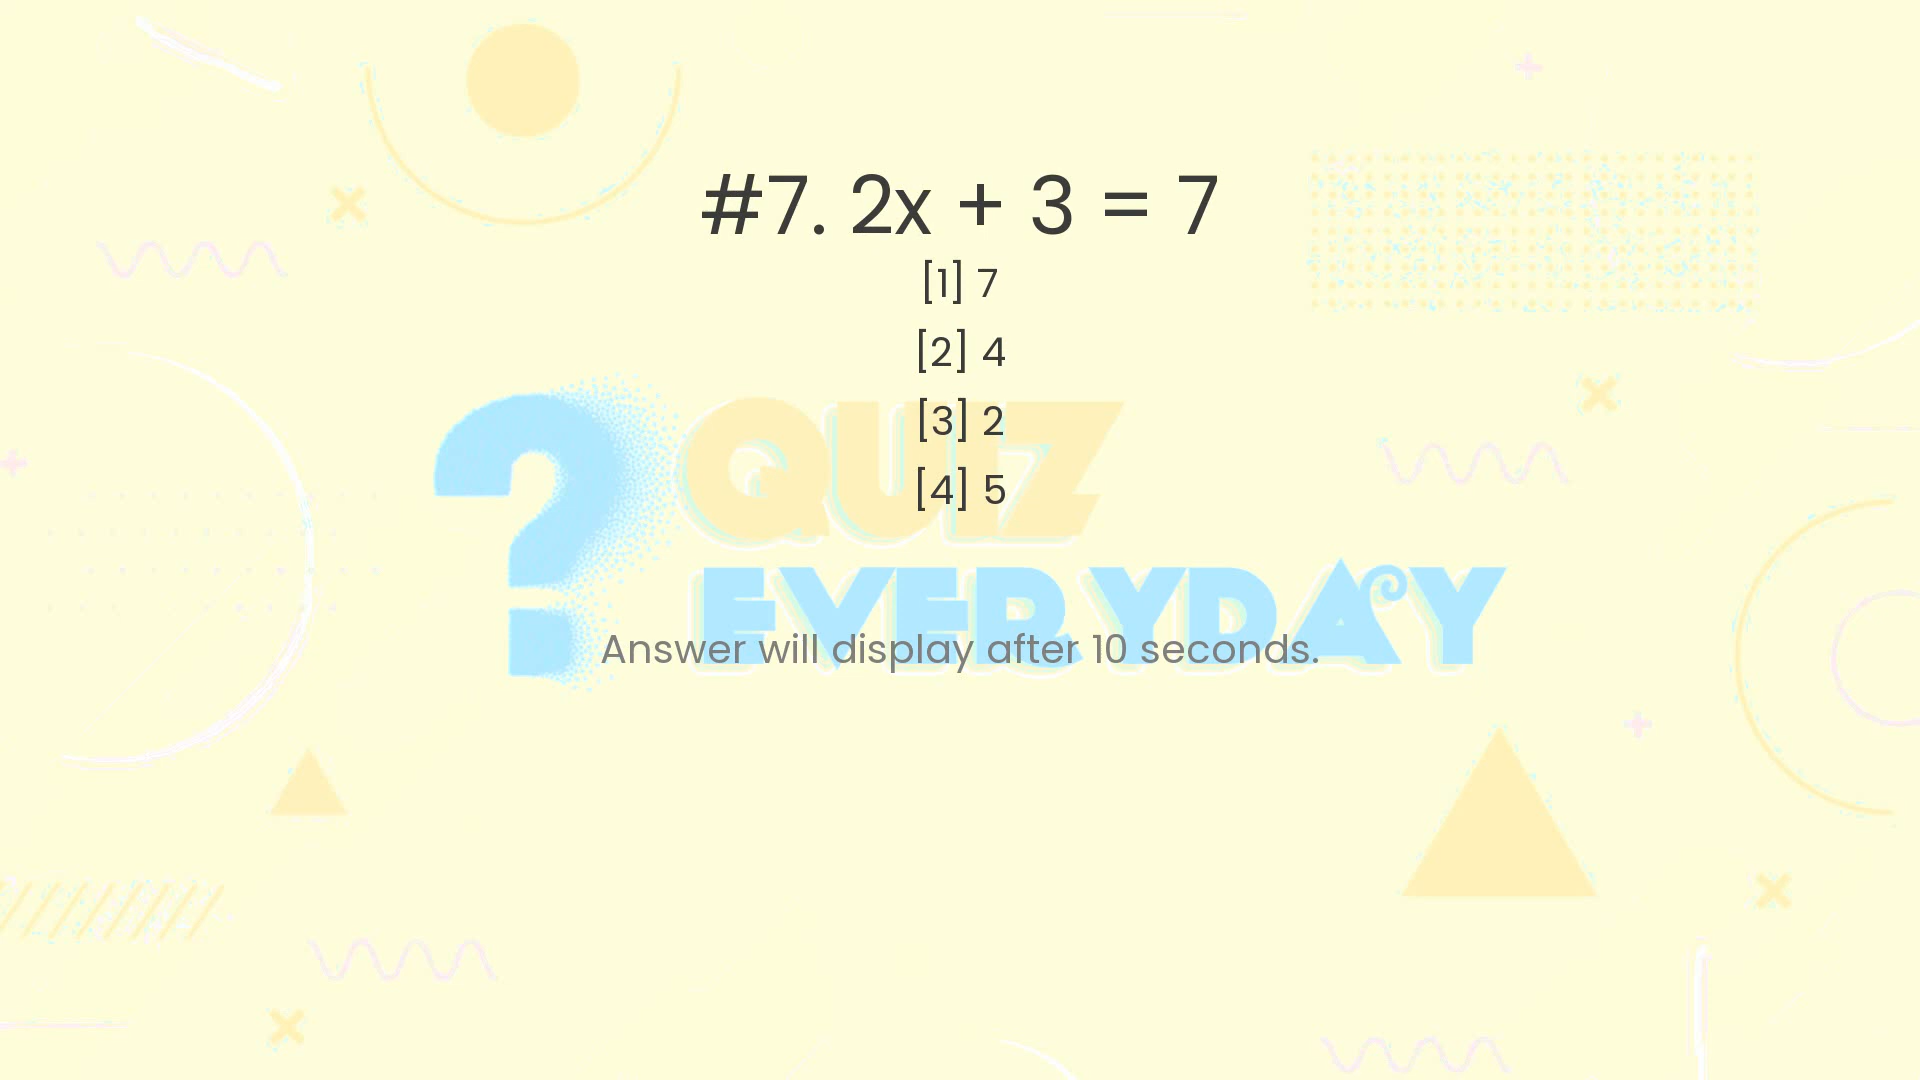 #7. 2x + 3 = 7
[1] 7
[2] 4
[3] 2
[4] 5
QUIZ
EVERYDAY
Answer will display after 10 seconds.